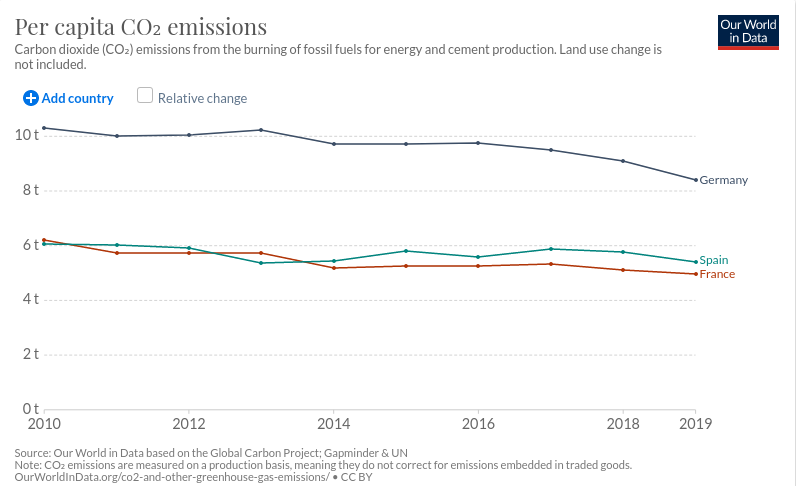 Per capita CO₂ emissions
Our World
in Data
Carbon dioxide (CO₂) emissions from the burning of fossil fuels for energy and cement production. Land use change is
not included.
Add country
Relative change
10 t
8 t
6 t
4 t
2 t
0 t
Germany
Spain
France
2010
2012
2014
2016
2018
2019
Source: Our World in Data based on the Global Carbon Project; Gapminder & UN
Note: CO₂ emissions are measured on a production basis, meaning they do not correct for emissions embedded in traded goods.
OurWorldInData.org/co2-and-other-greenhouse-gas-emissions/ • CC BY